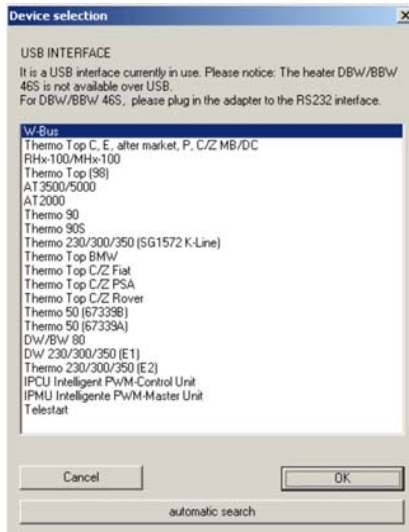 Device selection
USB INTERFACE
It is a USB interface currently in use. Please notice: The heater DBW/BBW
46S is not available over USB.
For DBW/BBW 46S, please plug in the adapter to the RS232 interface.
W-Bus
Thermo Top C, E, after market, P, C/Z MB/DC
RHx-100/MHx-100
Thermo Top (98)
AT3500/5000
AT2000
Thermo 90
Thermo 90S
Thermo 230/300/350 (SG1572 K-Line)
Thermo Top BMW
Thermo Top C/Z Fiat
Thermo Top C/Z PSA
Thermo Top C/Z Rover
Thermo 50 (67339B)
Thermo 50 (67339A)
DW/BW 80
DW 230/300/350 (E1)
Thermo 230/300/350 (E2)
IPCU Intelligent PWM-Control Unit
IPMU Intelligente PWM-Master Unit
Telestart
Cancel
OK
automatic search